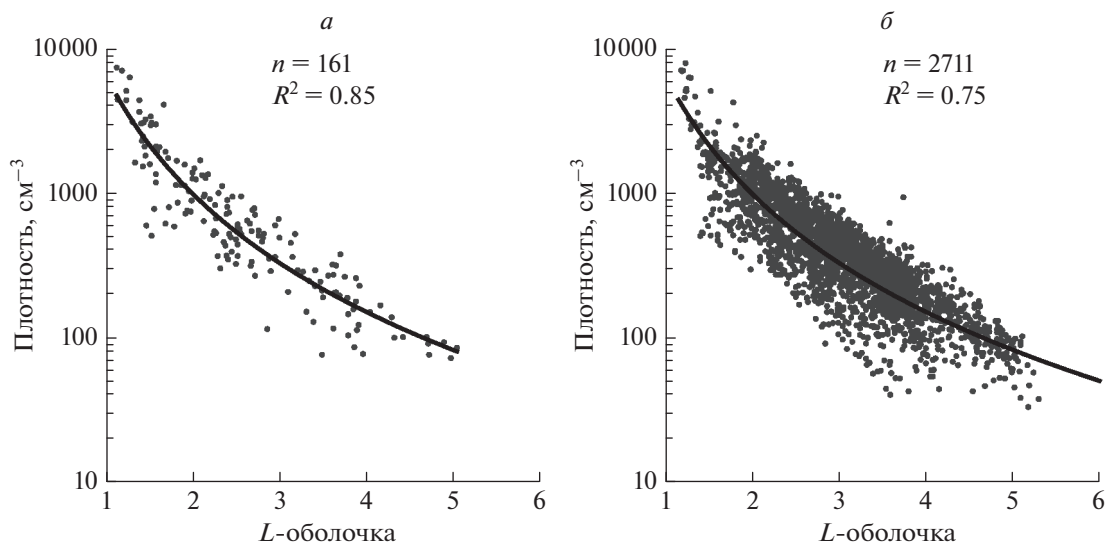 а
n = 161
R² = 0.85
10000
1000
100
10
Плотность, см⁻³
1 2 3 4 5 6
L-оболочка
б
n = 2711
R² = 0.75
10000
1000
100
10
Плотность, см⁻³
1 2 3 4 5 6
L-оболочка